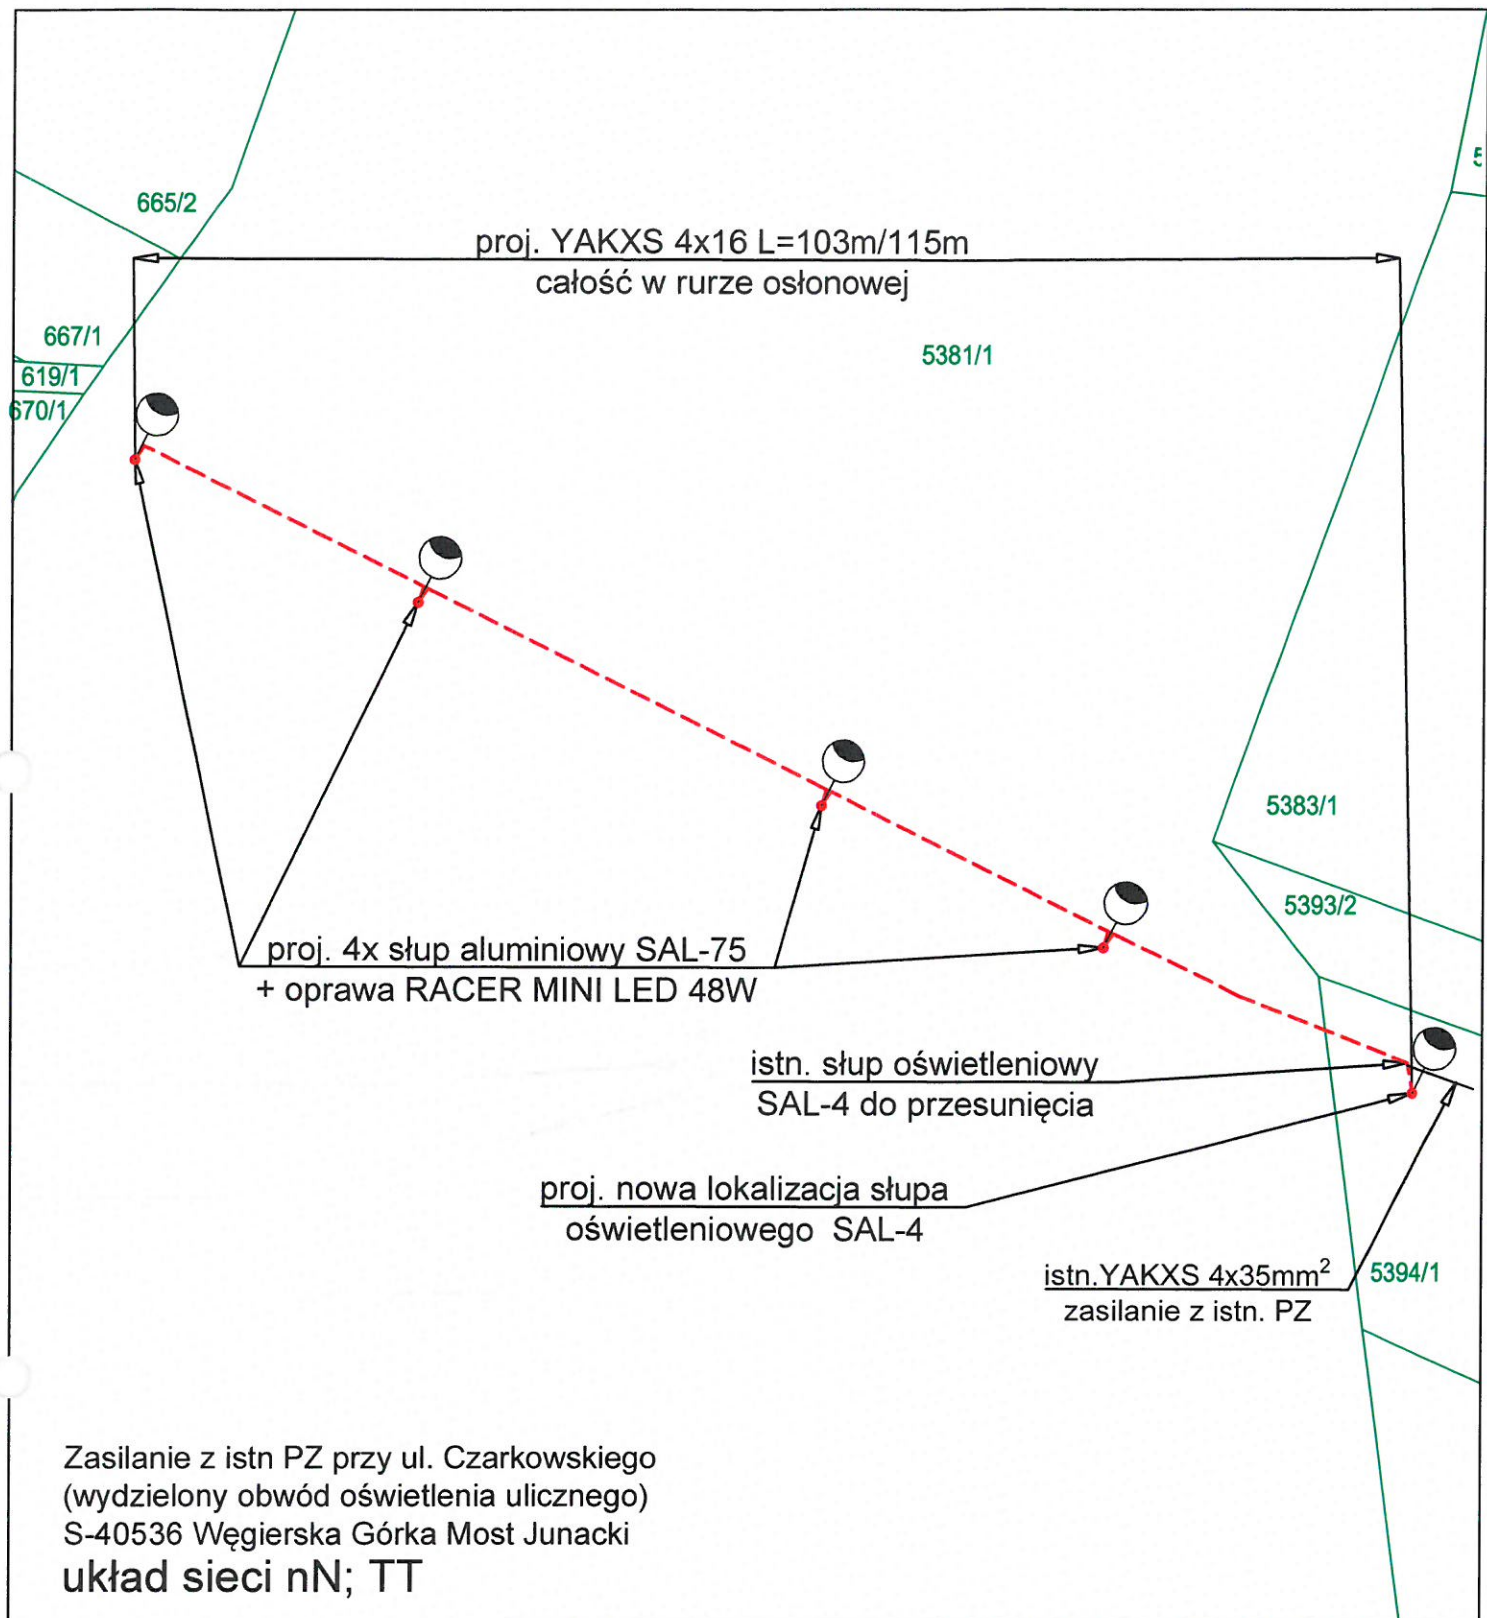 665/2
proj. YAKXS 4x16 L=103m/115m
całość w rurze osłonowej
667/1
5381/1
619/1
670/1
5383/1
5393/2
proj. 4x słup aluminiowy SAL-75
+ oprawa RACER MINI LED 48W
istn. słup oświetleniowy
SAL-4 do przesunięcia
proj. nowa lokalizacja słupa
oświetleniowego SAL-4
istn.YAKXS 4x35mm²
zasilanie z istn. PZ
5394/1
Zasilanie z istn PZ przy ul. Czarkowskiego
(wydzielony obwód oświetlenia ulicznego)
S-40536 Węgierska Górka Most Junacki
układ sieci nN; TT